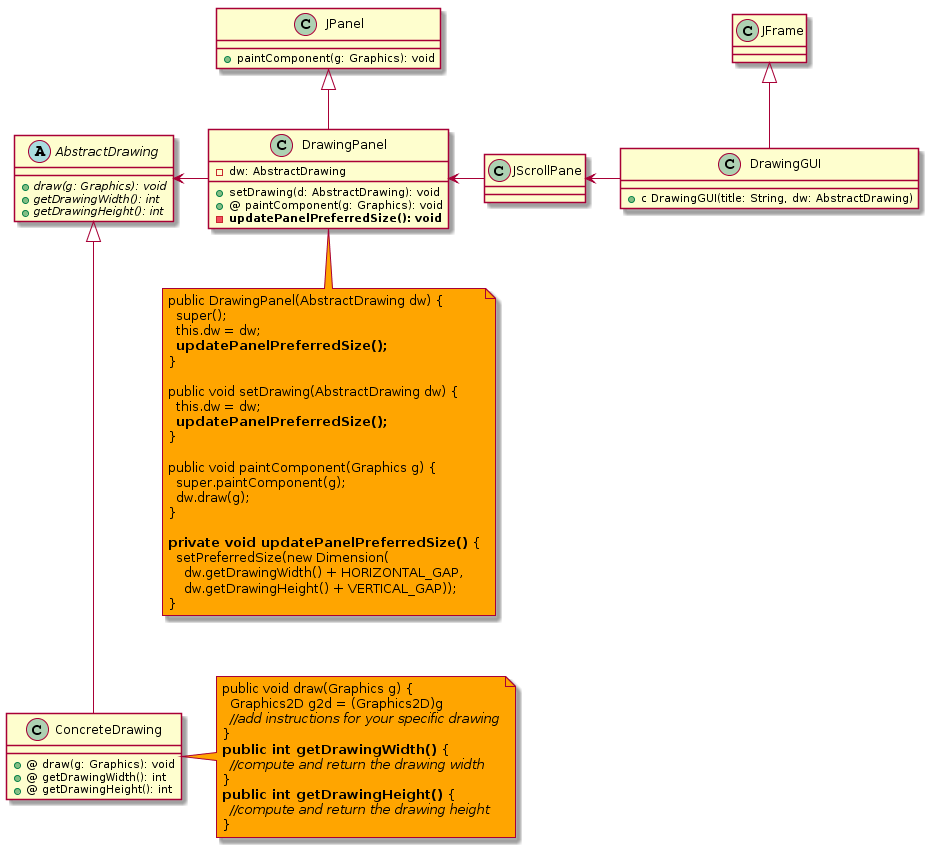 C JPanel
paintComponent(g: Graphics): void
C JFrame
A AbstractDrawing
draw(g: Graphics): void
getDrawingWidth(): int
getDrawingHeight(): int
C DrawingPanel
dw: AbstractDrawing
setDrawing(d: AbstractDrawing): void
@ paintComponent(g: Graphics): void
updatePanelPreferredSize(): void
C JScrollPane
C DrawingGUI
c DrawingGUI(title: String, dw: AbstractDrawing)
public DrawingPanel(AbstractDrawing dw) {
super();
this.dw = dw;
updatePanelPreferredSize();
}
public void setDrawing(AbstractDrawing dw) {
this.dw = dw;
updatePanelPreferredSize();
}
public void paintComponent(Graphics g) {
super.paintComponent(g);
dw.draw(g);
}
private void updatePanelPreferredSize() {
setPreferredSize(new Dimension(
dw.getDrawingWidth() + HORIZONTAL_GAP,
dw.getDrawingHeight() + VERTICAL_GAP));
}
C ConcreteDrawing
@ draw(g: Graphics): void
@ getDrawingWidth(): int
@ getDrawingHeight(): int
public void draw(Graphics g) {
Graphics2D g2d = (Graphics2D)g
//add instructions for your specific drawing
}
public int getDrawingWidth() {
//compute and return the drawing width
}
public int getDrawingHeight() {
//compute and return the drawing height
}